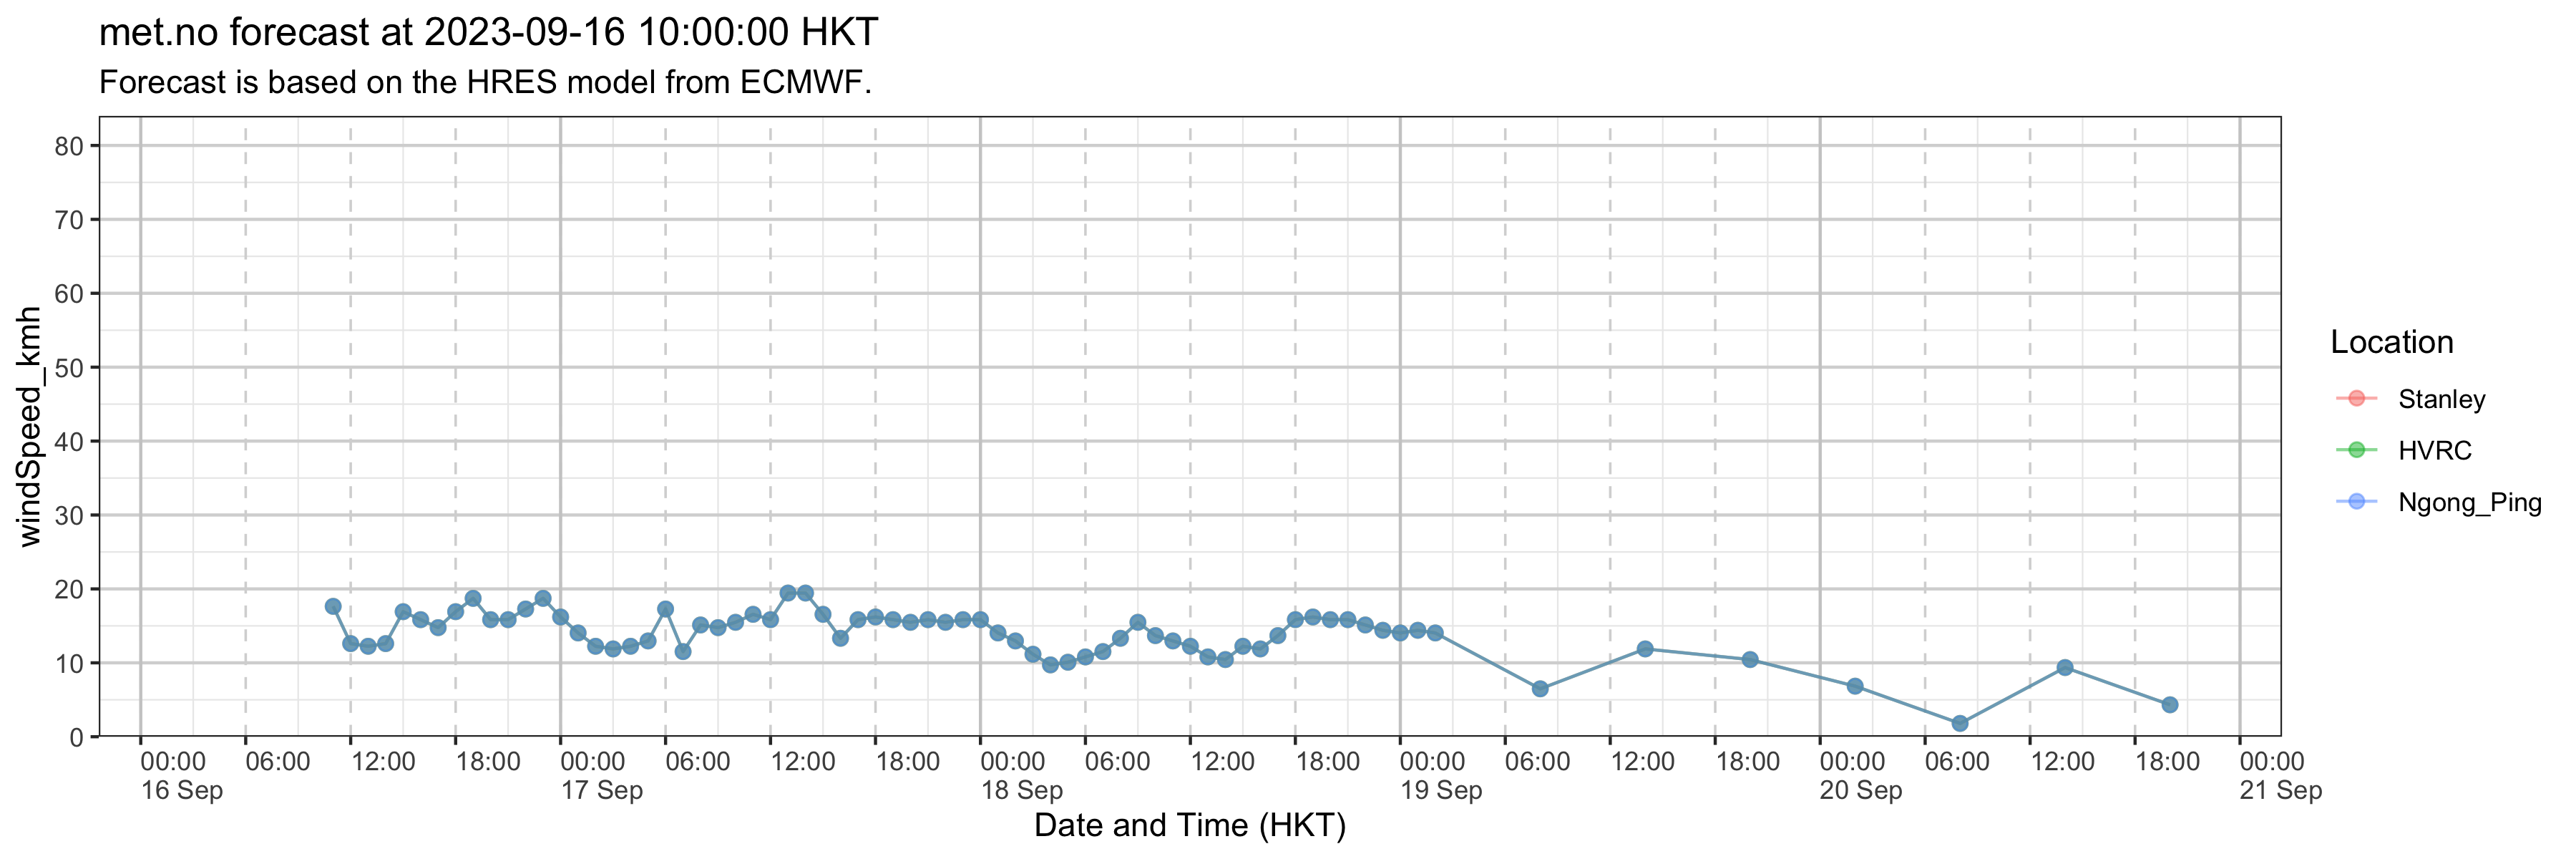 met.no forecast at 2023-09-16 10:00:00 HKT
Forecast is based on the HRES model from ECMWF.
windSpeed_kmh
80
70
60
50
40
30
20
10
0
00:00 06:00 12:00 18:00 00:00 06:00 12:00 18:00 00:00 06:00 12:00 18:00 00:00 06:00 12:00 18:00 00:00 06:00 12:00 18:00 00:00
16 Sep 17 Sep 18 Sep 19 Sep 20 Sep 21 Sep
Date and Time (HKT)
Location
Stanley
HVRC
Ngong_Ping